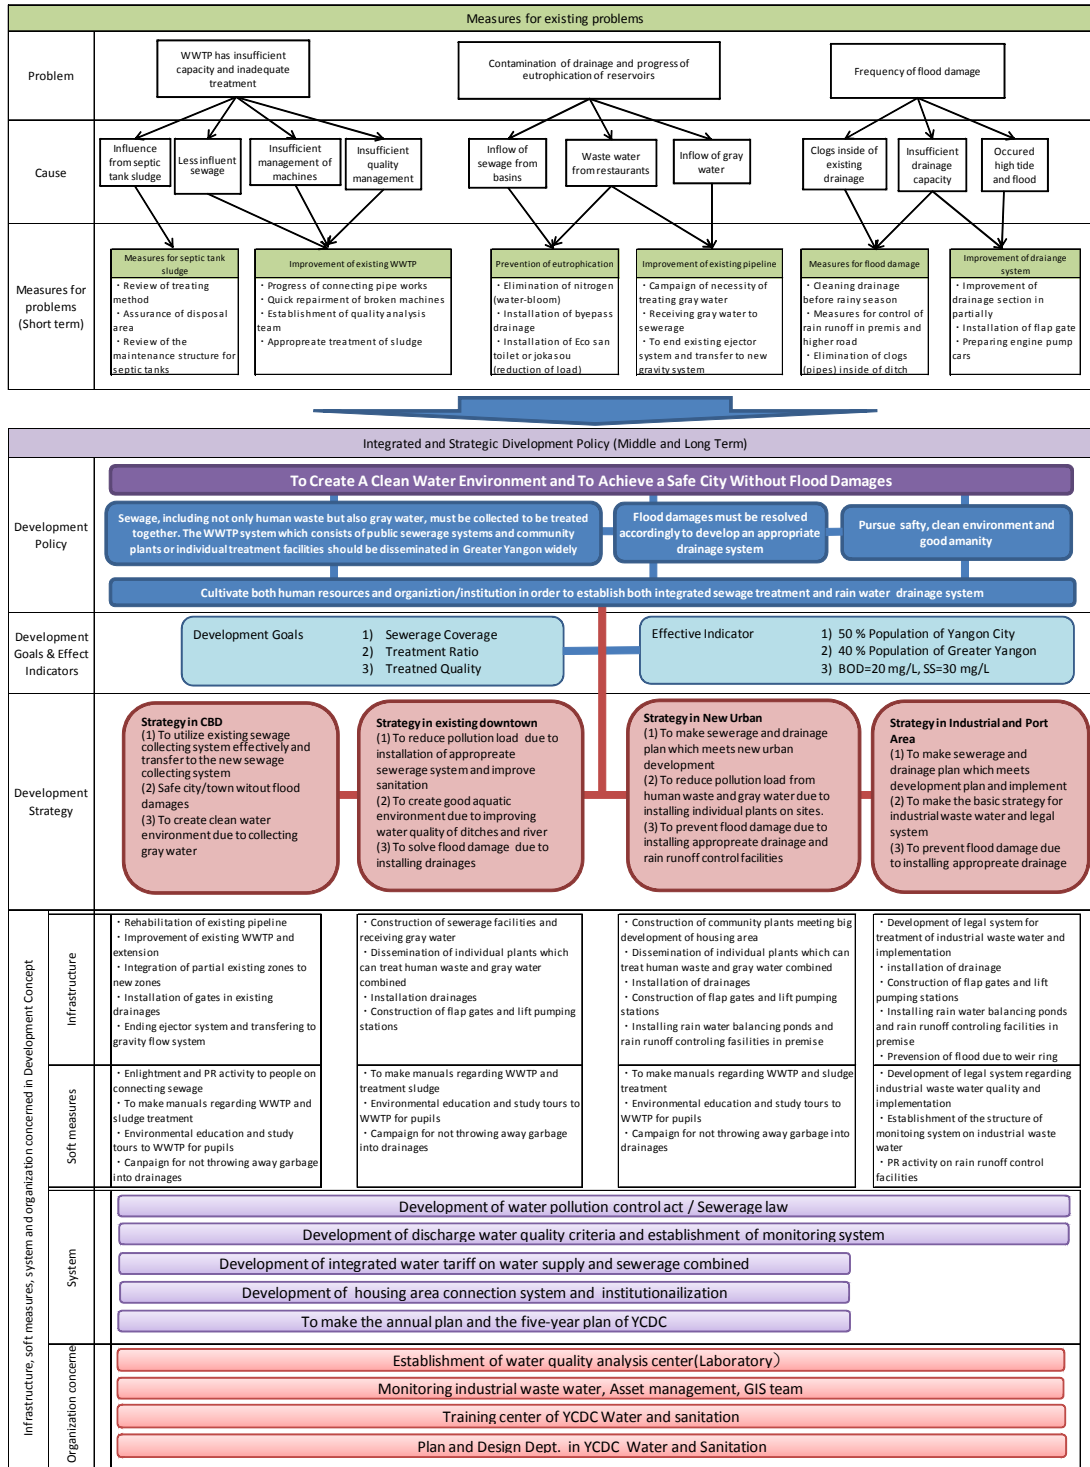 Measures for existing problems
Problem
WWTP has insufficient
capacity and inadequate
treatment
Contamination of drainage and progress of
eutrophication of reservoirs
Frequency of flood damage
Cause
Influence
from septic
tank sludge
Less influent
sewage
Insufficient
management of
machines
Insufficient
quality
management
Inflow of
sewage from
basins
Waste water
from restaurants
Inflow of gray
water
Clogs inside of
existing
drainage
Insufficient
drainage
capacity
Occured
high tide
and flood
Measures for
problems
(Short term)
Measures for septic tank
sludge
・Review of treating
method
・Assurance of disposal
area
・Review of the
maintenance structure for
septic tanks
Improvement of existing WWTP
・Progress of connecting pipe works
・Quick repairment of broken machines
・Establishment of quality analysis
team
・Appropreate treatment of sludge
Prevention of eutrophication
・Elimination of nitrogen
(water-bloom)
・Installation of byepass
drainage
・Installation of Eco san
toilet or jokasou
(reduction of load)
Improvement of existing pipeline
・Campaign of necessity of
treating gray water
・Receiving gray water to
sewerage
・To end existing ejector
system and transfer to new
gravity system
Measures for flood damage
・Cleaning drainage
before rainy season
・Measures for control of
rain runoff in premis and
higher road
・Elimination of clogs
(pipes) inside of ditch
Improvement of draiange
system
・Improvement of
drainage section in
partially
・Installation of flap gate
・Preparing engine pump
cars
Integrated and Strategic Divelopment Policy (Middle and Long Term)
Development
Policy
To Create A Clean Water Environment and To Achieve a Safe City Without Flood Damages
Sewage, including not only human waste but also gray water, must be collected to be treated
together. The WWTP system which consists of public sewerage systems and community
plants or individual treatment facilities should be disseminated in Greater Yangon widely
Flood damages must be resolved
accordingly to develop an appropriate
drainage system
Pursue safty, clean environment and
good amanity
Cultivate both human resources and organiztion/institution in order to establish both integrated sewage treatment and rain water drainage system
Development
Goals & Effect
Indicators
Development Goals
1) Sewerage Coverage
2) Treatment Ratio
3) Treatned Quality
Effective Indicator
1) 50 % Population of Yangon City
2) 40 % Population of Greater Yangon
3) BOD=20 mg/L, SS=30 mg/L
Development
Strategy
Strategy in CBD
(1) To utilize existing sewage
collecting system effectively and
transfer to the new sewage
collecting system
(2) Safe city/town witout flood
damages
(3) To create clean water
environment due to collecting
gray water
Strategy in existing downtown
(1) To reduce pollution load due to
installation of appropreate
sewerage system and improve
sanitation
(2) To create good aquatic
environment due to improving
water quality of ditches and river
(3) To solve flood damage due to
installing drainages
Strategy in New Urban
(1) To make sewerage and drainage
plan which meets new urban
development
(2) To reduce pollution load from
human waste and gray water due to
installing individual plants on sites.
(3) To prevent flood damage due to
installing appropreate drainage and
rain runoff control facilities
Strategy in Industrial and Port
Area
(1) To make sewerage and
drainage plan which meets
development plan and implement
(2) To make the basic strategy for
industrial waste water and legal
system
(3) To prevent flood damage due
to installing appropreate drainage
Infrastructure, soft measures, system and organization concerned in Development Concept
Infrastructure
・Rehabilitation of existing pipeline
・Improvement of existing WWTP and
extension
・Integration of partial existing zones to
new zones
・Installation of gates in existing
drainages
・Ending ejector system and transfering to
gravity flow system
・Construction of sewerage facilities and
receiving gray water
・Dissemination of individual plants which
can treat human waste and gray water
combined
・Installation drainages
・Construction of flap gates and lift pumping
stations
・Construction of community plants meeting big
development of housing area
・Dissemination of individual plants which can
treat human waste and gray water combined
・Installation of drainages
・Construction of flap gates and lift pumping
stations
・Installing rain water balancing ponds and
rain runoff controling facilities in premise
・Development of legal system for
treatment of industrial waste water and
implementation
・installation of drainage
・Construction of flap gates and lift
pumping stations
・Installing rain water balancing ponds
and rain runoff controling facilities in
premise
・Prevension of flood due to weir ring
Soft measures
・Enlightment and PR activity to people on
connecting sewage
・To make manuals regarding WWTP and
sludge treatment
・Environmental education and study
tours to WWTP for pupils
・Canpaign for not throwing away garbage
into drainages
・To make manuals regarding WWTP and
treatment sludge
・Environmental education and study tours to
WWTP for pupils
・Campaign for not throwing away garbage
into drainages
・To make manuals regarding WWTP and sludge
treatment
・Environmental education and study tours to
WWTP for pupils
・Campaign for not throwing away garbage into
drainages
・Development of legal system regarding
industrial waste water quality and
implementation
・Establishment of the structure of
monitoing system on industrial waste
water
・PR activity on rain runoff control
facilities
System
Development of water pollution control act / Sewerage law
Development of discharge water quality criteria and establishment of monitoring system
Development of integrated water tariff on water supply and sewerage combined
Development of housing area connection system and institutionailization
To make the annual plan and the five-year plan of YCDC
Organization concerne
Establishment of water quality analysis center(Laboratory）
Monitoring industrial waste water, Asset management, GIS team
Training center of YCDC Water and sanitation
Plan and Design Dept. in YCDC Water and Sanitation